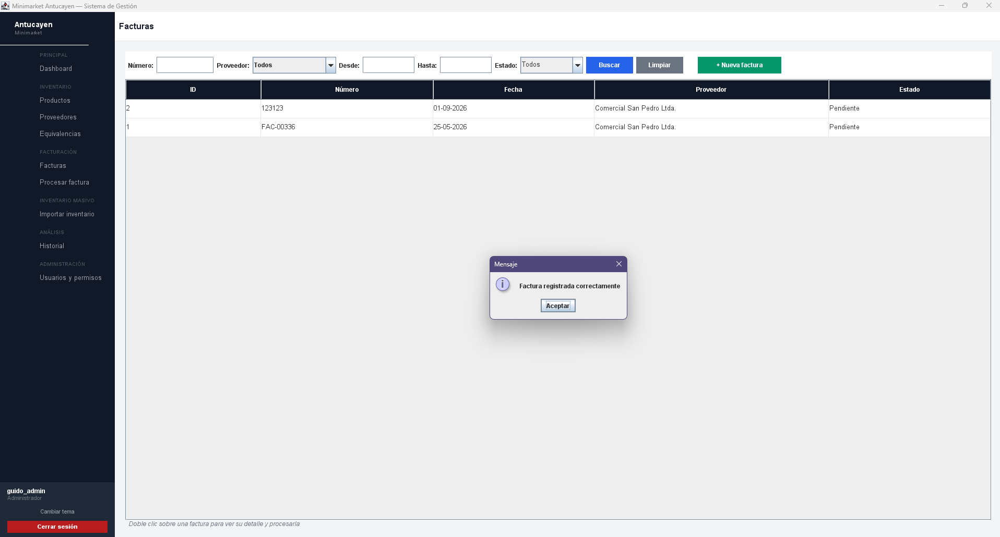 Minimarket Antucayen — Sistema de Gestión
Antucayen
Minimarket
PRINCIPAL
Dashboard
INVENTARIO
Productos
Proveedores
Equivalencias
FACTURACIÓN
Facturas
Procesar factura
INVENTARIO MASIVO
Importar inventario
ANÁLISIS
Historial
ADMINISTRACIÓN
Usuarios y permisos
guido_admin
Administrador
Cambiar tema
Cerrar sesión
Facturas
Número: Proveedor: Todos Desde: Hasta: Estado: Todos Buscar Limpiar + Nueva factura
ID Número Fecha Proveedor Estado
2 123123 01-09-2026 Comercial San Pedro Ltda. Pendiente
1 FAC-00336 25-05-2026 Comercial San Pedro Ltda. Pendiente
Mensaje
Factura registrada correctamente
Aceptar
Doble clic sobre una factura para ver su detalle y procesarla